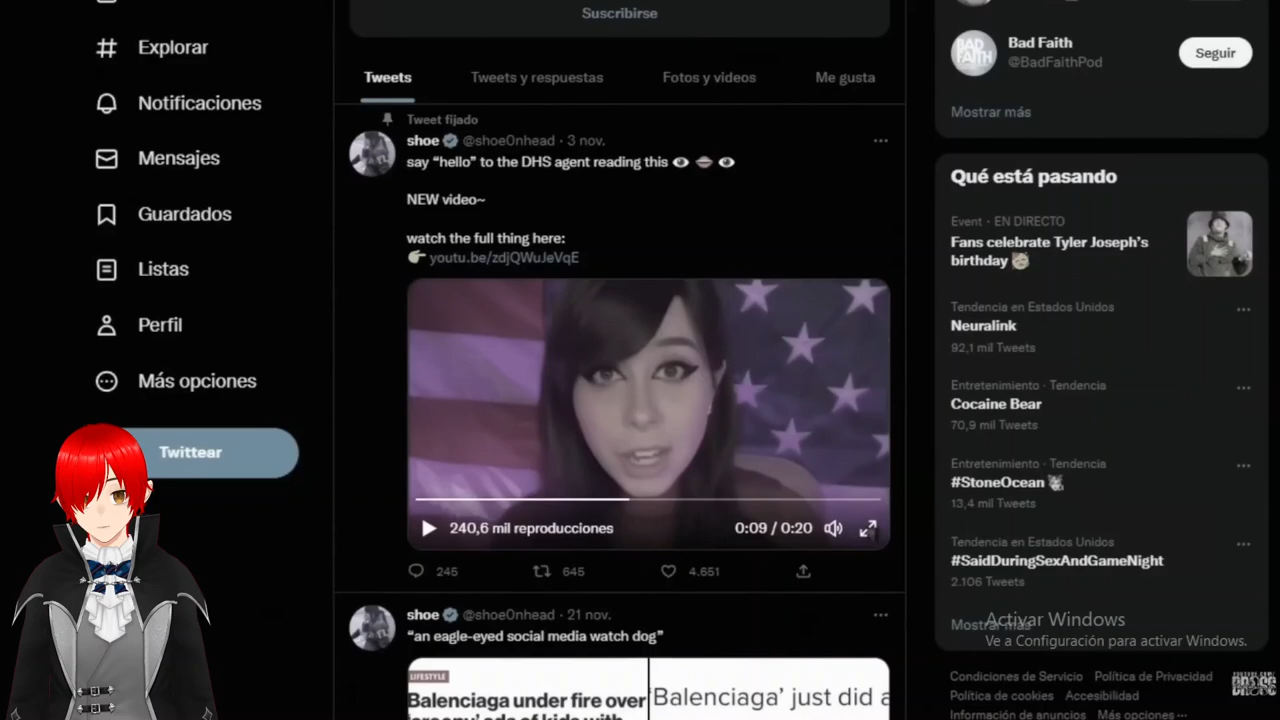 Explorar
Notificaciones
Mensajes
Guardados
Listas
Perfil
Más opciones
Twittear
Suscribirse
Tweets
Tweets y respuestas
Fotos y videos
Me gusta
Tweet fijado
shoe @shoe0nhead · 3 nov.
say “hello” to the DHS agent reading this 👁 👄 👁
NEW video~
watch the full thing here:
👉 youtu.be/zdjQWuJeVqE
240,6 mil reproducciones
0:09 / 0:20
245
645
4.651
shoe @shoe0nhead · 21 nov.
“an eagle-eyed social media watch dog”
LIFESTYLE
Balenciaga under fire over
'Balenciaga' just did a
BAD FAITH
Bad Faith
@BadFaithPod
Seguir
Mostrar más
Qué está pasando
Event · EN DIRECTO
Fans celebrate Tyler Joseph's
birthday
Tendencia en Estados Unidos
Neuralink
92,1 mil Tweets
Entretenimiento · Tendencia
Cocaine Bear
70,9 mil Tweets
Entretenimiento · Tendencia
#StoneOcean
13,4 mil Tweets
Tendencia en Estados Unidos
#SaidDuringSexAndGameNight
2.106 Tweets
Mostrar más
Activar Windows
Ve a Configuración para activar Windows.
Condiciones de Servicio Política de Privacidad
Política de cookies Accesibilidad
Información de anuncios Más opciones ···